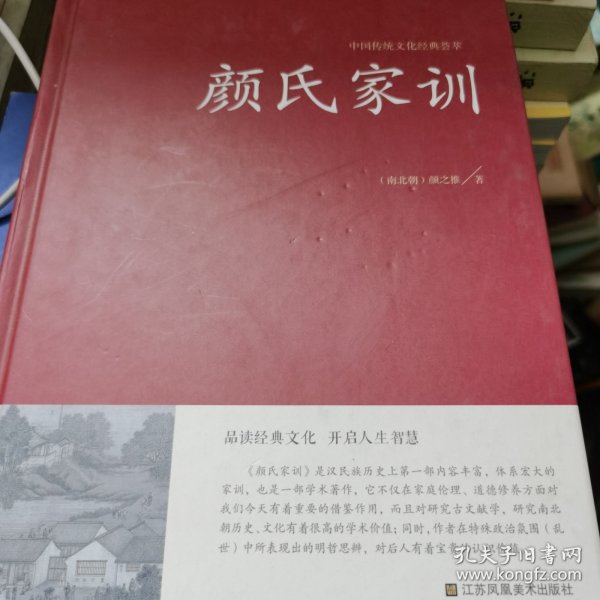 中国传统文化经典荟萃
颜氏家训
（南北朝）颜之推／著
品读经典文化 开启人生智慧
《颜氏家训》是汉民族历史上第一部内容丰富，体系宏大的
家训，也是一部学术著作，它不仅在家庭伦理、道德修养方面对
我们今天有着重要的借鉴作用，而且对研究古文献学，研究南北
朝历史、文化有着很高的学术价值；同时，作者在特殊政治氛围（乱
世）中所表现出的明哲思辨，对后人有着宝贵的认识价值。
孔夫子旧书网
江苏凤凰美术出版社